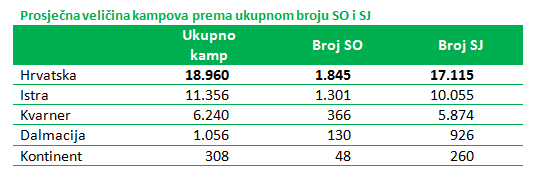 Prosječna veličina kampova prema ukupnom broju SO i SJ
Ukupno kamp Broj SO Broj SJ
Hrvatska 18.960 1.845 17.115
Istra 11.356 1.301 10.055
Kvarner 6.240 366 5.874
Dalmacija 1.056 130 926
Kontinent 308 48 260